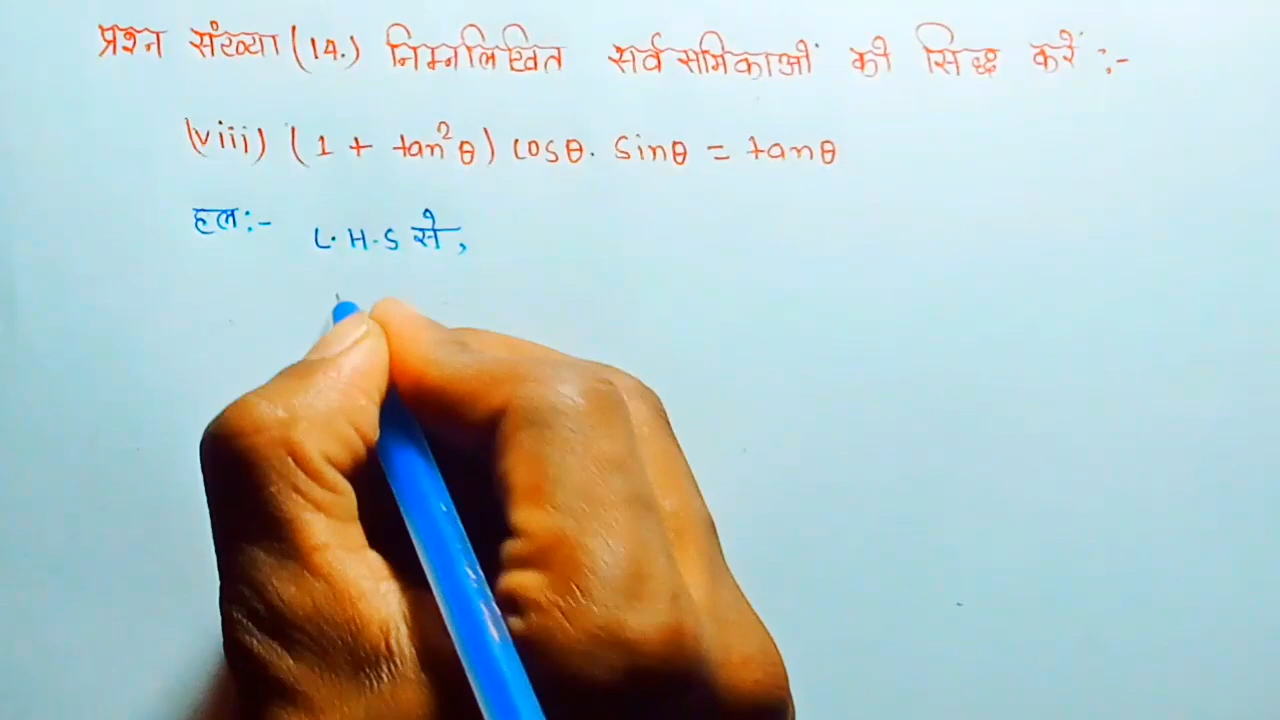 प्रश्न संख्या (14.) निम्नलिखित सर्वसमिकाओं को सिद्ध करें :-
(viii) (1 + tan²θ) cosθ. sinθ = tanθ
हल:- L.H.S से,